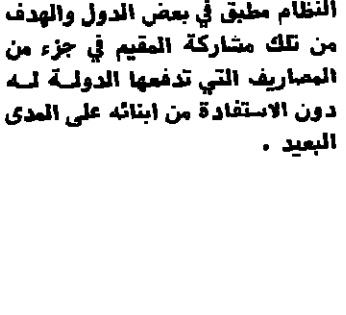 النظام مطبق في بعض الدول والهدف
من تلك مشاركة المقيم في جزء من
المصاريف التي تدفعها الدولة له
دون الاستفادة من ابنائه على المدى
البعيد .